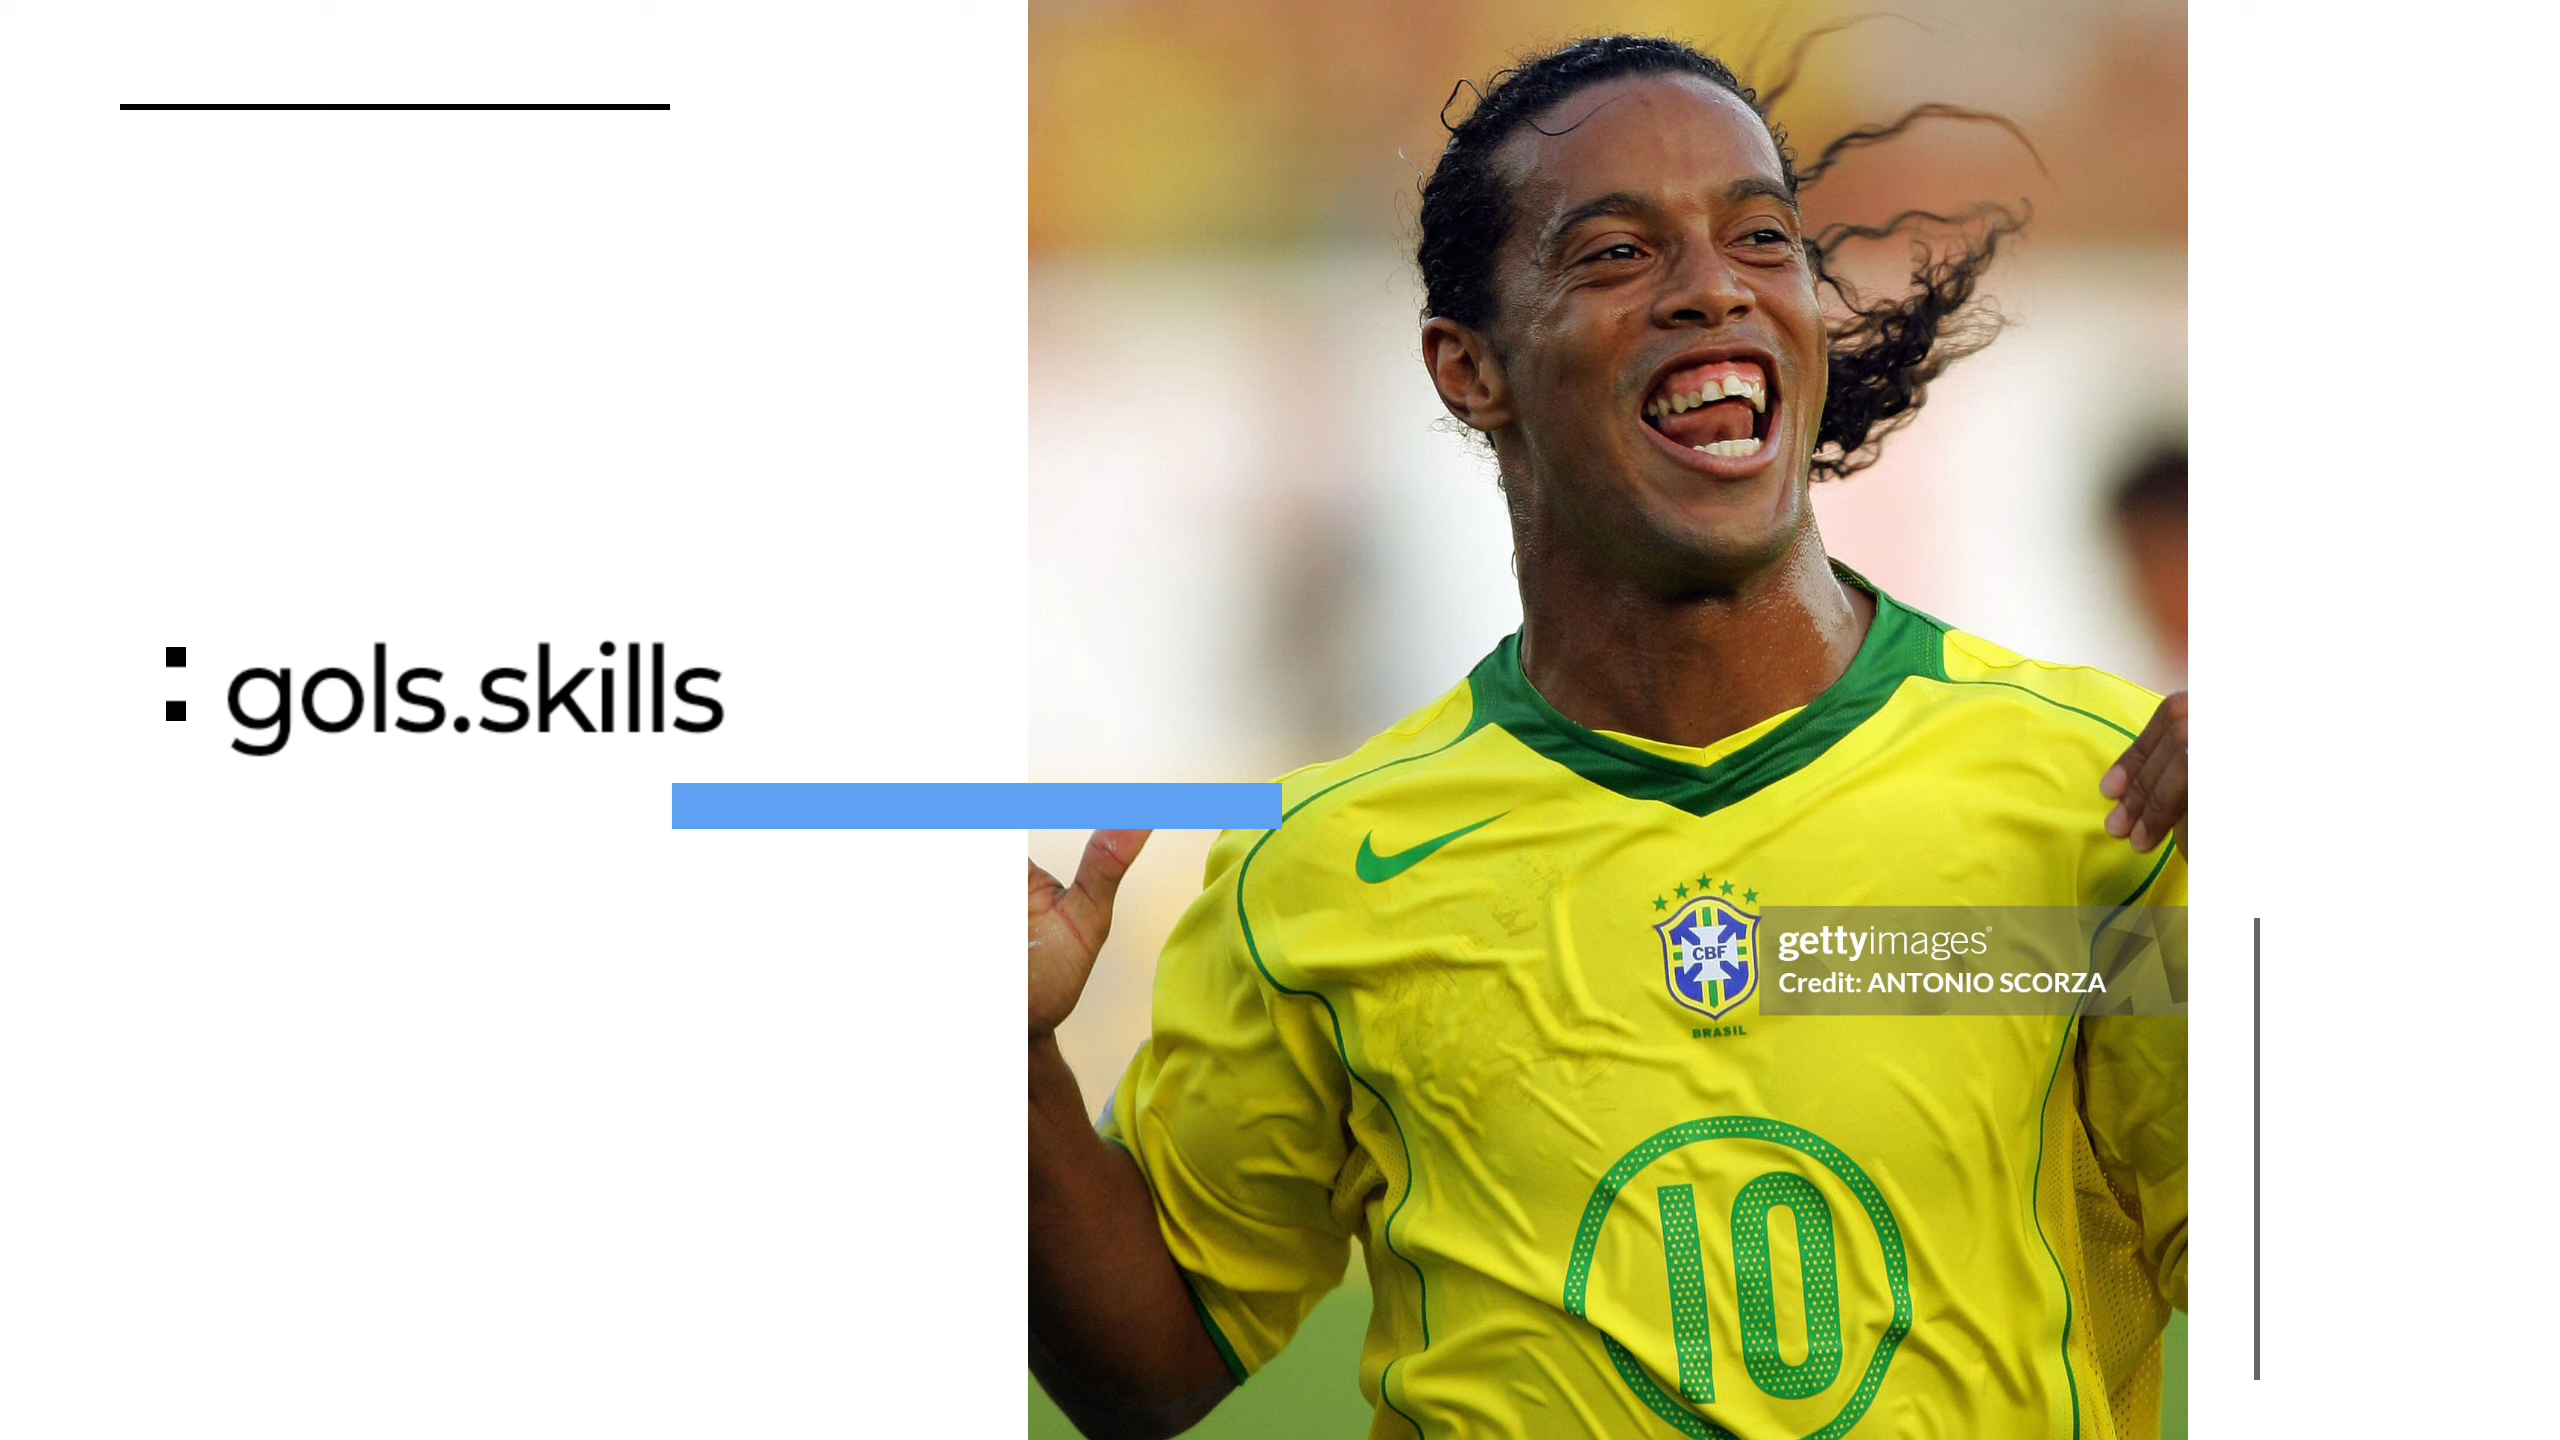 : gols.skills
gettyimages®
Credit: ANTONIO SCORZA
CBF
BRASIL
10